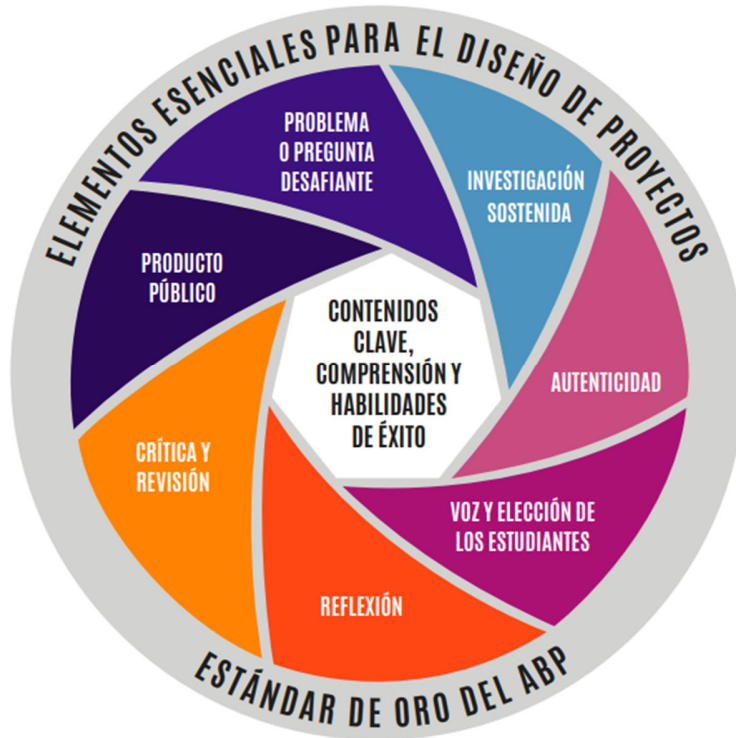 ELEMENTOS ESENCIALES PARA EL DISEÑO DE PROYECTOS
PROBLEMA
O PREGUNTA
DESAFIANTE
INVESTIGACIÓN
SOSTENIDA
AUTENTICIDAD
VOZ Y ELECCIÓN DE
LOS ESTUDIANTES
REFLEXIÓN
CRÍTICA Y
REVISIÓN
PRODUCTO
PÚBLICO
CONTENIDOS
CLAVE,
COMPRENSIÓN Y
HABILIDADES
DE ÉXITO
ESTÁNDAR DE ORO DEL ABP